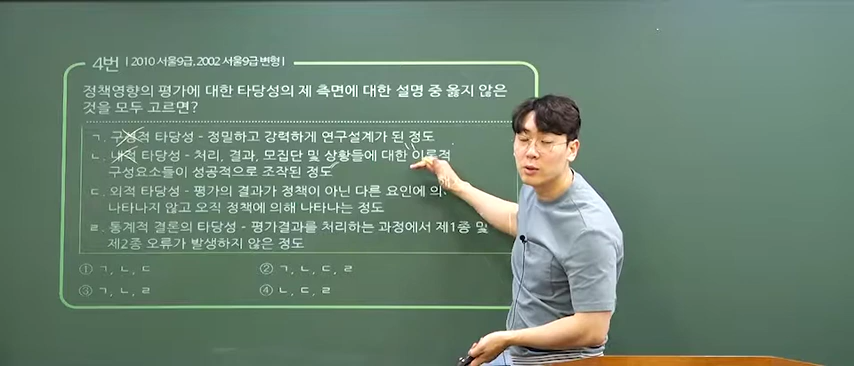 4번 | 2010 서울9급, 2002 서울9급 변형 |
정책영향의 평가에 대한 타당성의 제 측면에 대한 설명 중 옳지 않은
것을 모두 고르면?
ㄱ. 구성적 타당성 - 정밀하고 강력하게 연구설계가 된 정도
ㄴ. 내적 타당성 - 처리, 결과, 모집단 및 상황들에 대한 이론적
구성요소들이 성공적으로 조작된 정도
ㄷ. 외적 타당성 - 평가의 결과가 정책이 아닌 다른 요인에 의
나타나지 않고 오직 정책에 의해 나타나는 정도
ㄹ. 통계적 결론의 타당성 - 평가결과를 처리하는 과정에서 제1종 및
제2종 오류가 발생하지 않은 정도
① ㄱ, ㄴ, ㄷ ② ㄱ, ㄴ, ㄷ, ㄹ
③ ㄱ, ㄴ, ㄹ ④ ㄴ, ㄷ, ㄹ